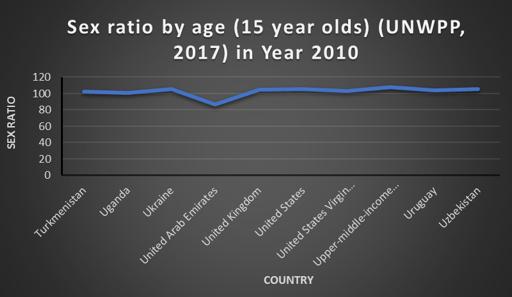 Sex ratio by age (15 year olds) (UNWPP,
2017) in Year 2010
SEX RATIO
120
100
80
60
40
20
0
Turkmenistan
Uganda
Ukraine
United Arab Emirates
United Kingdom
United States
United States Virgin...
Upper-middle-income...
Uruguay
Uzbekistan
COUNTRY